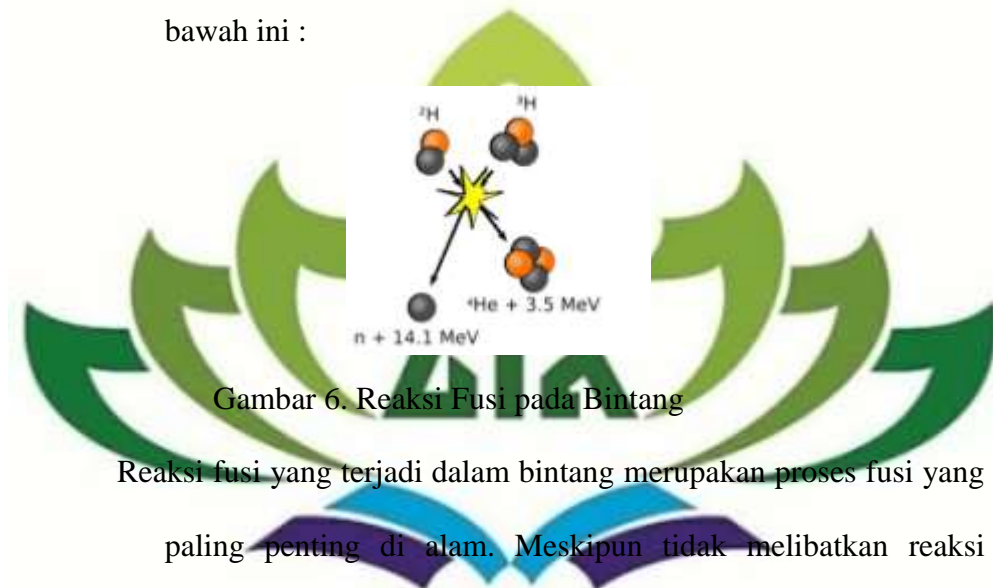 bawah ini :
²H ³H
⁴He + 3.5 MeV
n + 14.1 MeV
Gambar 6. Reaksi Fusi pada Bintang
Reaksi fusi yang terjadi dalam bintang merupakan proses fusi yang
paling penting di alam. Meskipun tidak melibatkan reaksi